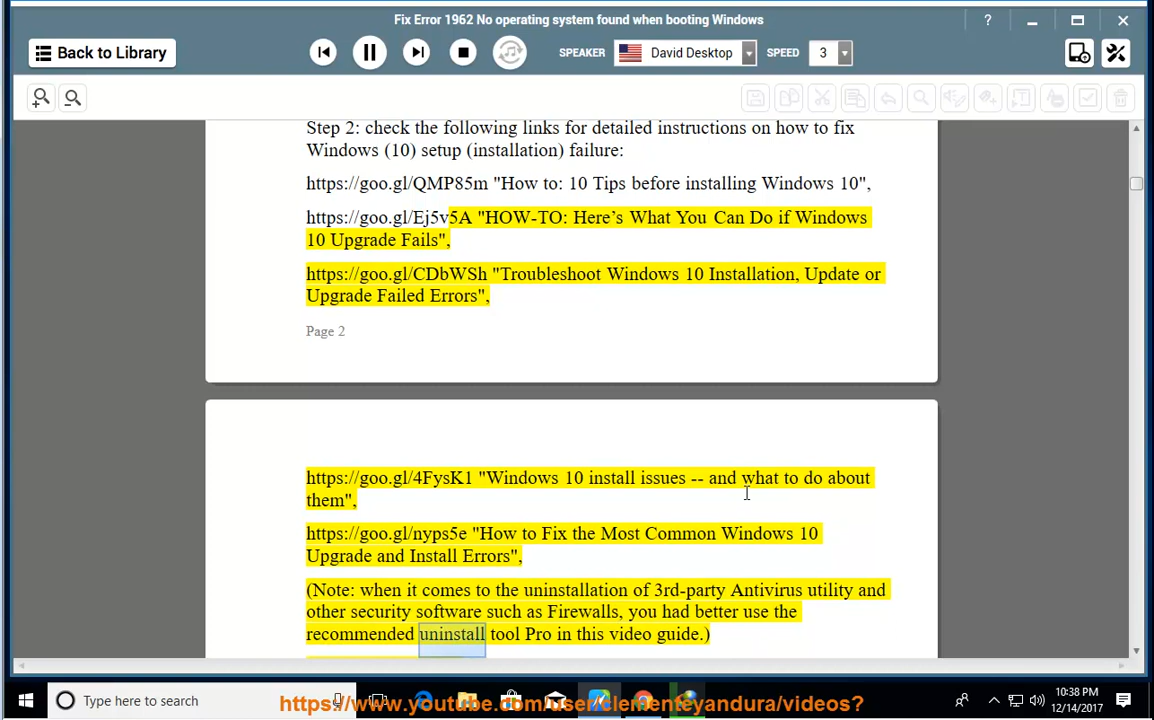 Fix Error 1962 No operating system found when booting Windows
?
Back to Library
SPEAKER
David Desktop
SPEED
3
Step 2: check the following links for detailed instructions on how to fix
Windows (10) setup (installation) failure:
https://goo.gl/QMP85m "How to: 10 Tips before installing Windows 10",
https://goo.gl/Ej5v5A "HOW-TO: Here’s What You Can Do if Windows
10 Upgrade Fails",
https://goo.gl/CDbWSh "Troubleshoot Windows 10 Installation, Update or
Upgrade Failed Errors",
Page 2
https://goo.gl/4FysK1 "Windows 10 install issues -- and what to do about
them",
https://goo.gl/nyps5e "How to Fix the Most Common Windows 10
Upgrade and Install Errors",
(Note: when it comes to the uninstallation of 3rd-party Antivirus utility and
other security software such as Firewalls, you had better use the
recommended uninstall tool Pro in this video guide.)
Type here to search
https://www.youtube.com/user/clementeyandura/videos?
10:38 PM
12/14/2017